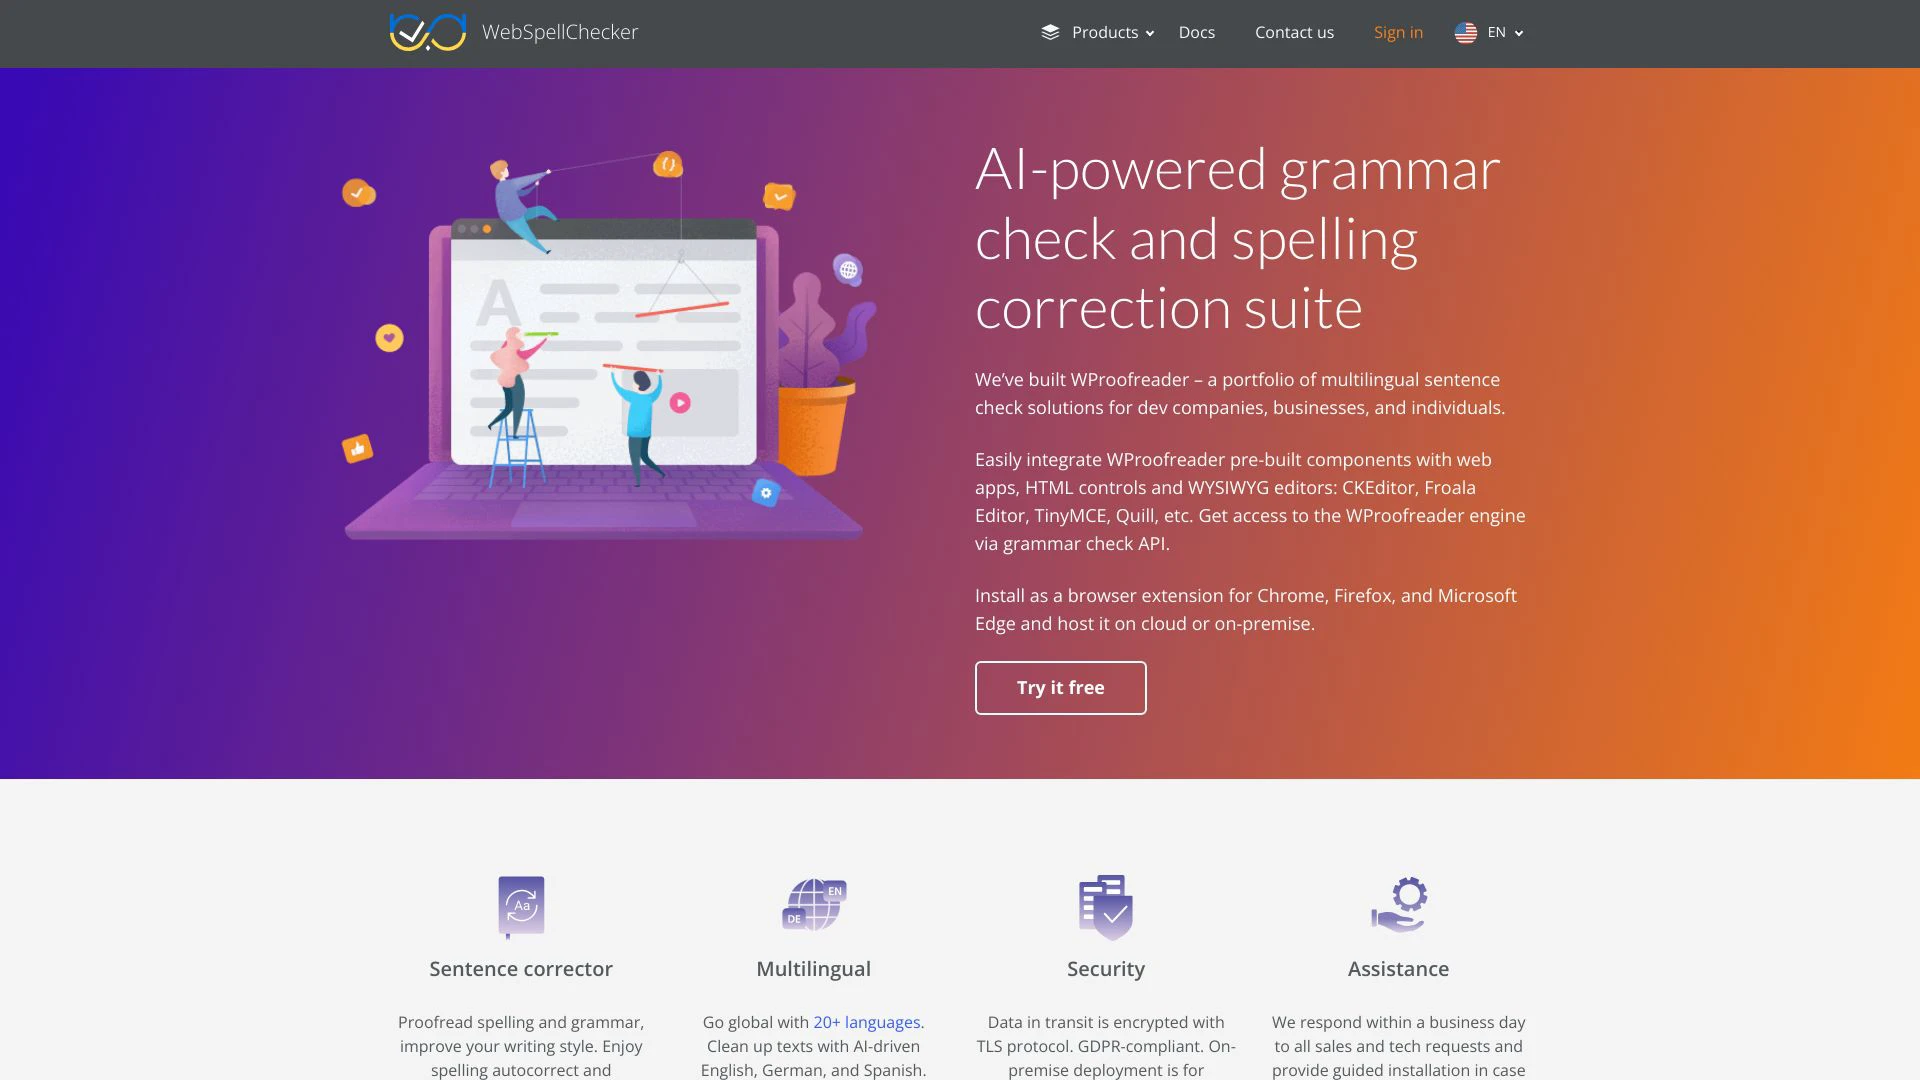 WebSpellChecker
Products
Docs
Contact us
Sign in
EN
AI-powered grammar
check and spelling
correction suite
We’ve built WProofreader – a portfolio of multilingual sentence
check solutions for dev companies, businesses, and individuals.
Easily integrate WProofreader pre-built components with web
apps, HTML controls and WYSIWYG editors: CKEditor, Froala
Editor, TinyMCE, Quill, etc. Get access to the WProofreader engine
via grammar check API.
Install as a browser extension for Chrome, Firefox, and Microsoft
Edge and host it on cloud or on-premise.
Try it free
A
Aa
EN
DE
Sentence corrector
Proofread spelling and grammar,
improve your writing style. Enjoy
spelling autocorrect and
Multilingual
Go global with 20+ languages.
Clean up texts with AI-driven
English, German, and Spanish.
Security
Data in transit is encrypted with
TLS protocol. GDPR-compliant. On-
premise deployment is for
Assistance
We respond within a business day
to all sales and tech requests and
provide guided installation in case